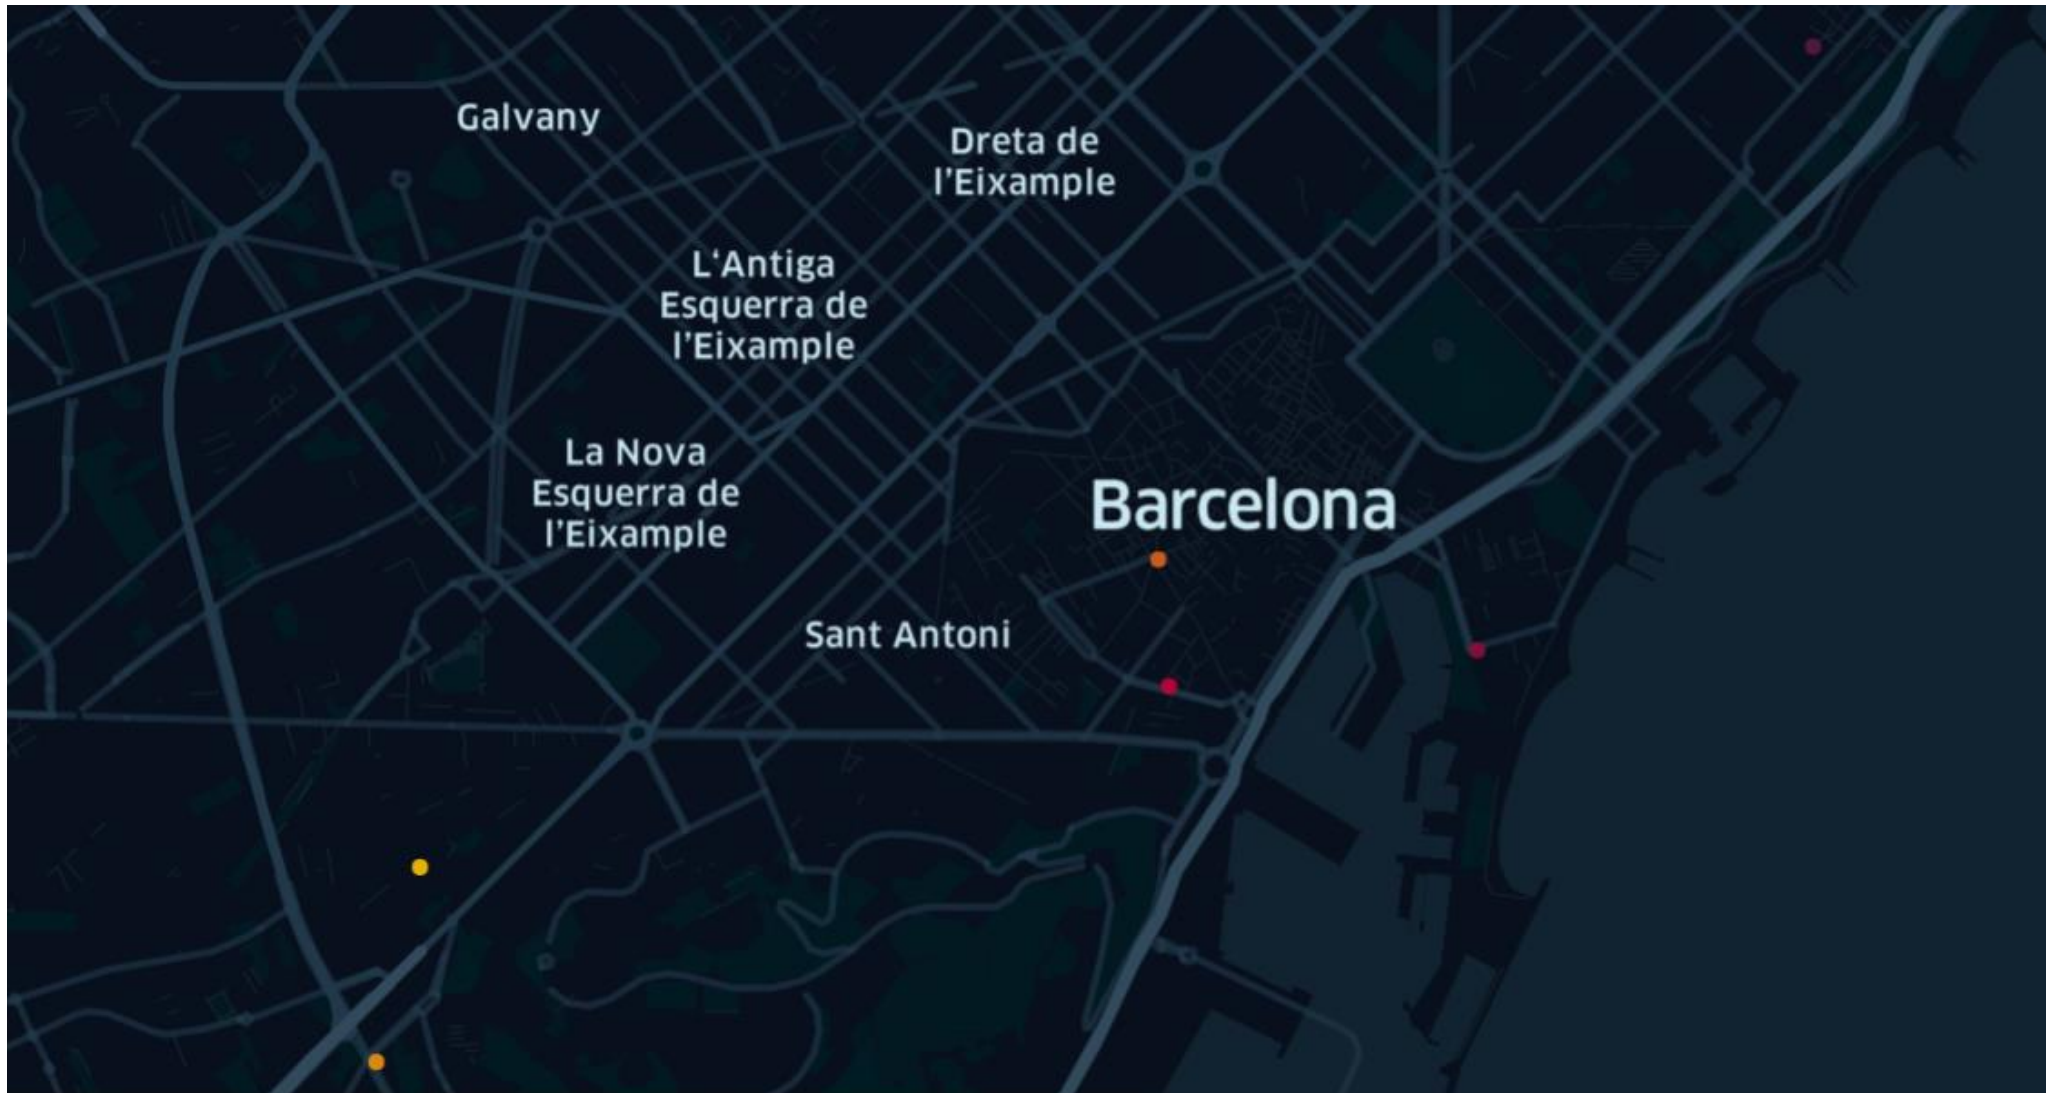 Galvany
Dreta de
l'Eixample
L‘Antiga
Esquerra de
l'Eixample
La Nova
Esquerra de
l'Eixample
Barcelona
Sant Antoni